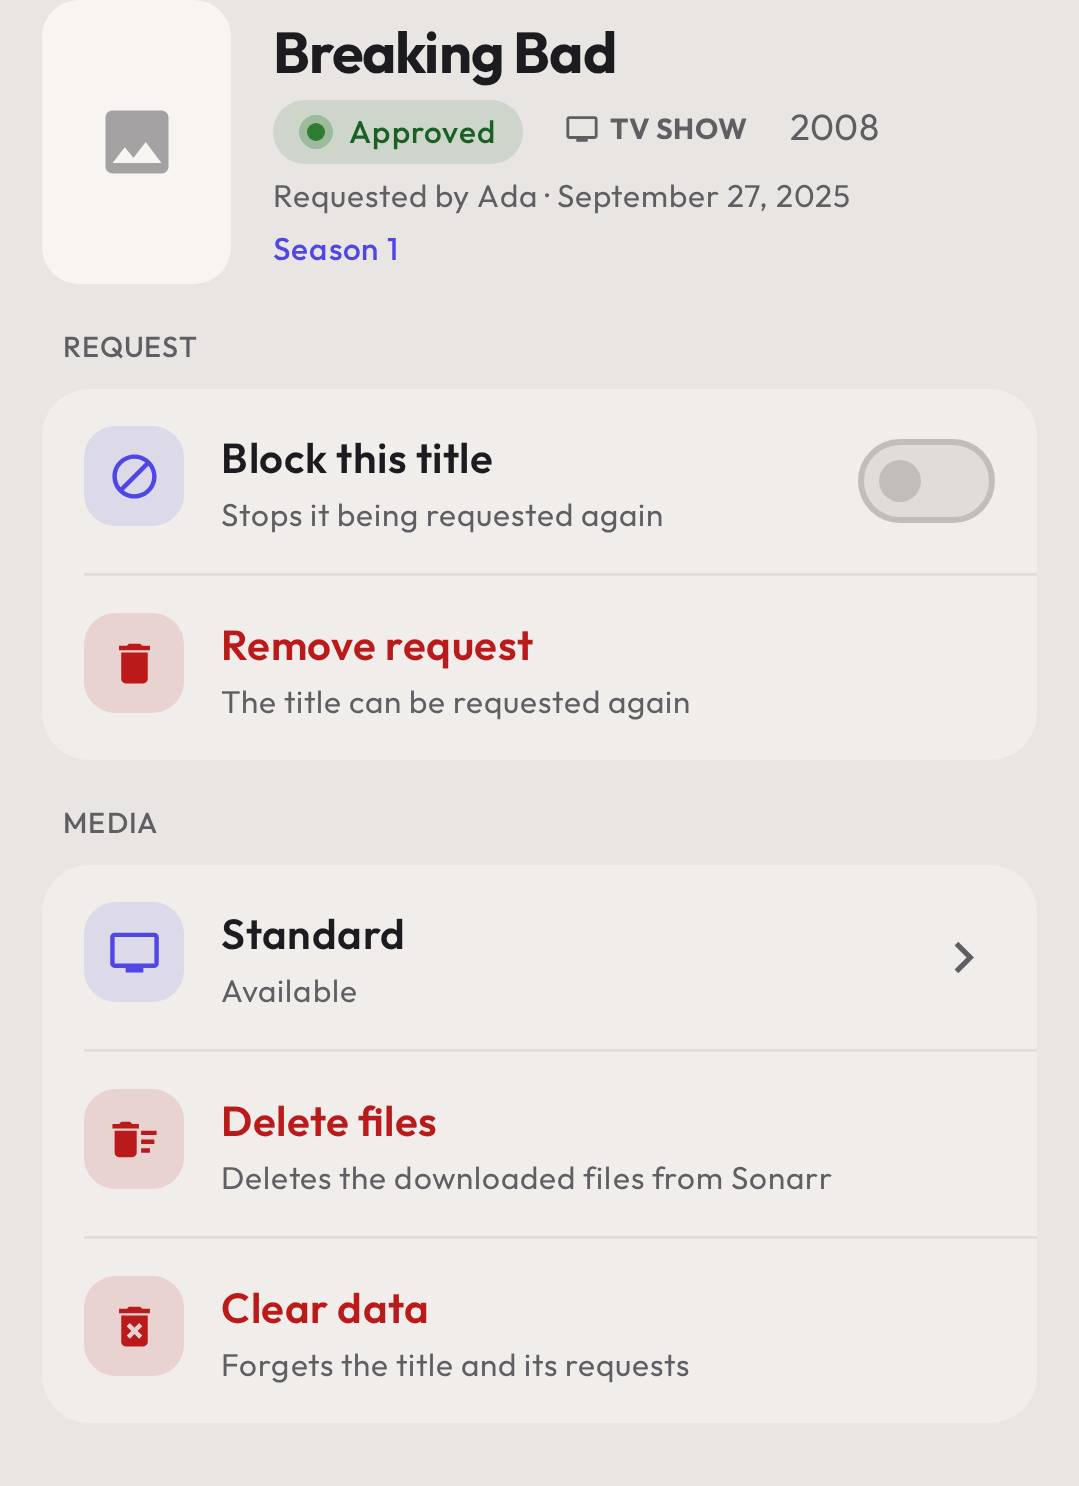 Breaking Bad
Approved TV SHOW 2008
Requested by Ada · September 27, 2025
Season 1
REQUEST
Block this title
Stops it being requested again
Remove request
The title can be requested again
MEDIA
Standard
Available
Delete files
Deletes the downloaded files from Sonarr
Clear data
Forgets the title and its requests